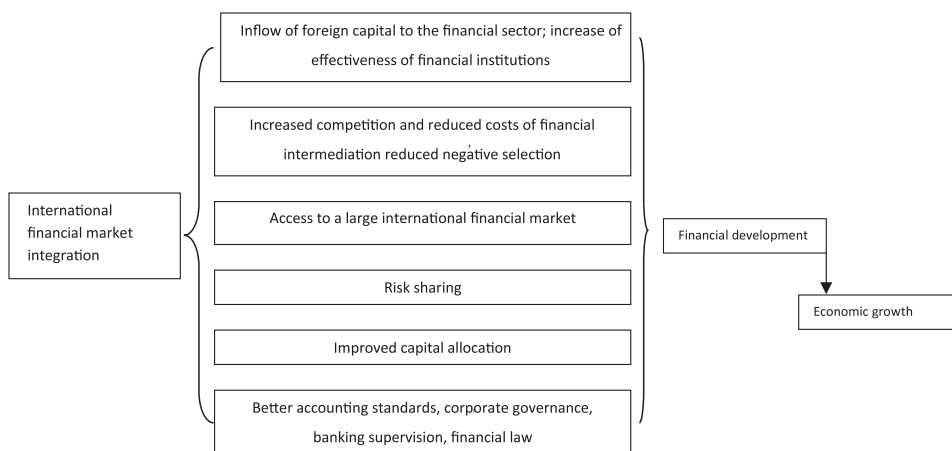 Inflow of foreign capital to the financial sector; increase of
effectiveness of financial institutions
Increased competition and reduced costs of financial
intermediation reduced negative selection
International
financial market
integration
Access to a large international financial market
Financial development
Risk sharing
Economic growth
Improved capital allocation
Better accounting standards, corporate governance,
banking supervision, financial law